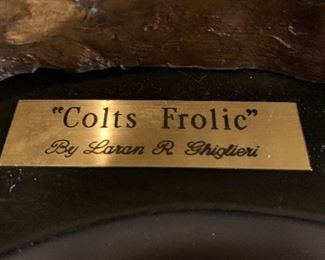 "Colts Frolic"
By Laran R. Ghiglieri